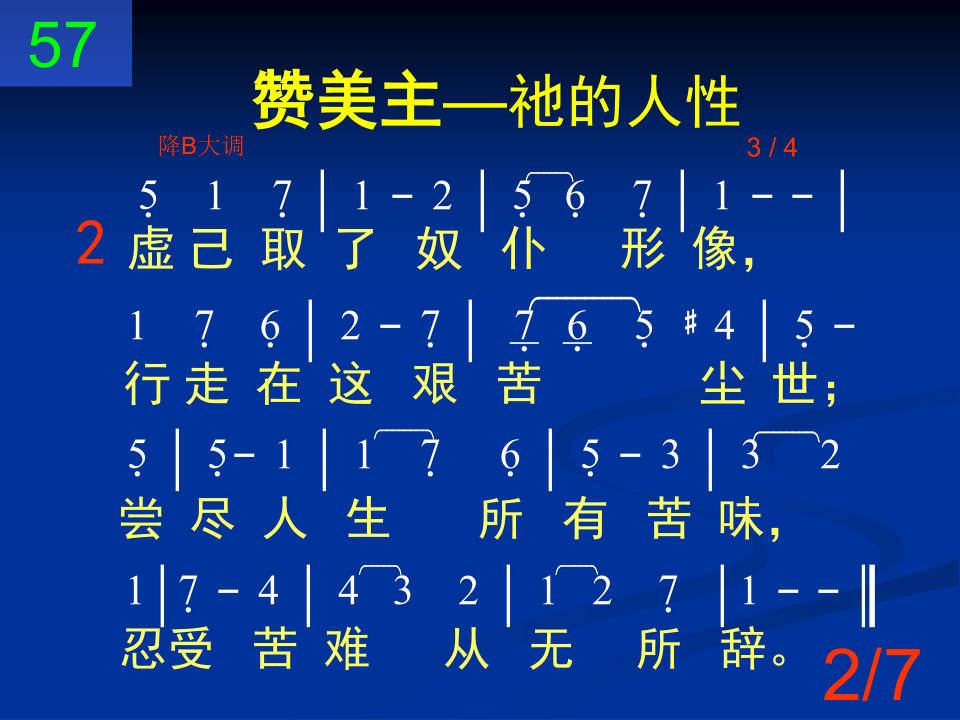 57
赞美主—祂的人性
降B大调 3 / 4
5̣ 1 7̣ | 1 - 2 | 5̣ 6̣ 7̣ | 1 - - |
2 虚己取了奴仆形像，
1 7̣ 6̣ | 2 - 7̣ | 7̣ 6̣ 5̣ #4 | 5̣ -
行走在这艰苦尘世；
5̣ | 5̣ - 1 | 1 7̣ 6̣ | 5̣ - 3 | 3 2
尝尽人生所有苦味，
1 | 7̣ - 4 | 4 3 2 | 1 2 7̣ | 1 - - ‖
忍受苦难从无所辞。
2/7